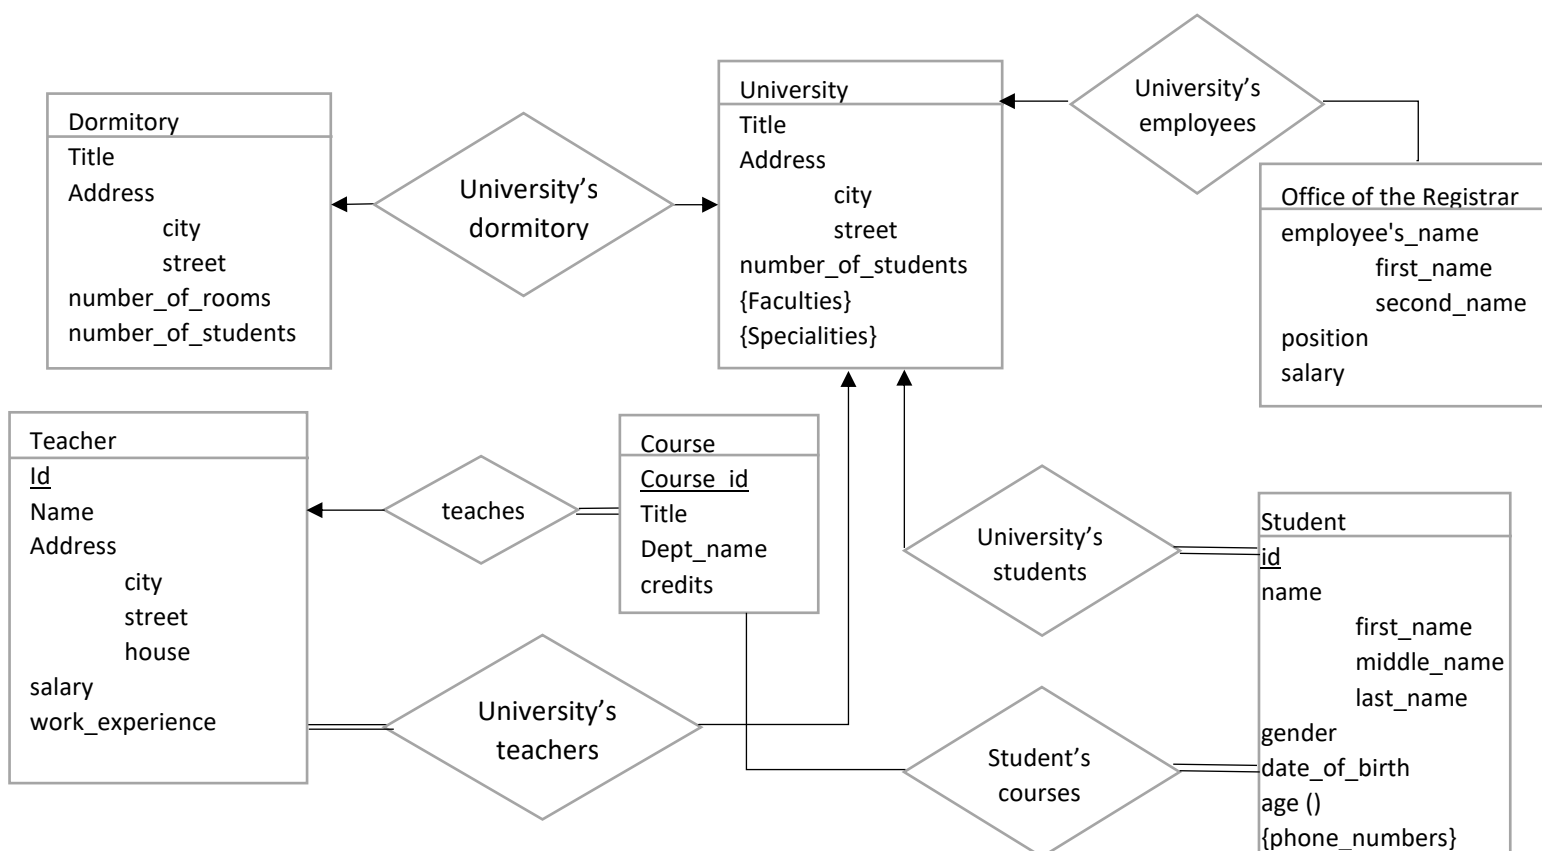 University
Title
Address
city
street
number_of_students
{Faculties}
{Specialities}
University's
employees
Dormitory
Title
Address
city
street
number_of_rooms
number_of_students
University's
dormitory
Office of the Registrar
employee's_name
first_name
second_name
position
salary
Teacher
Id
Name
Address
city
street
house
salary
work_experience
teaches
Course
Course_id
Title
Dept_name
credits
University's
students
Student
id
name
first_name
middle_name
last_name
gender
date_of_birth
age ()
{phone_numbers}
University's
teachers
Student's
courses